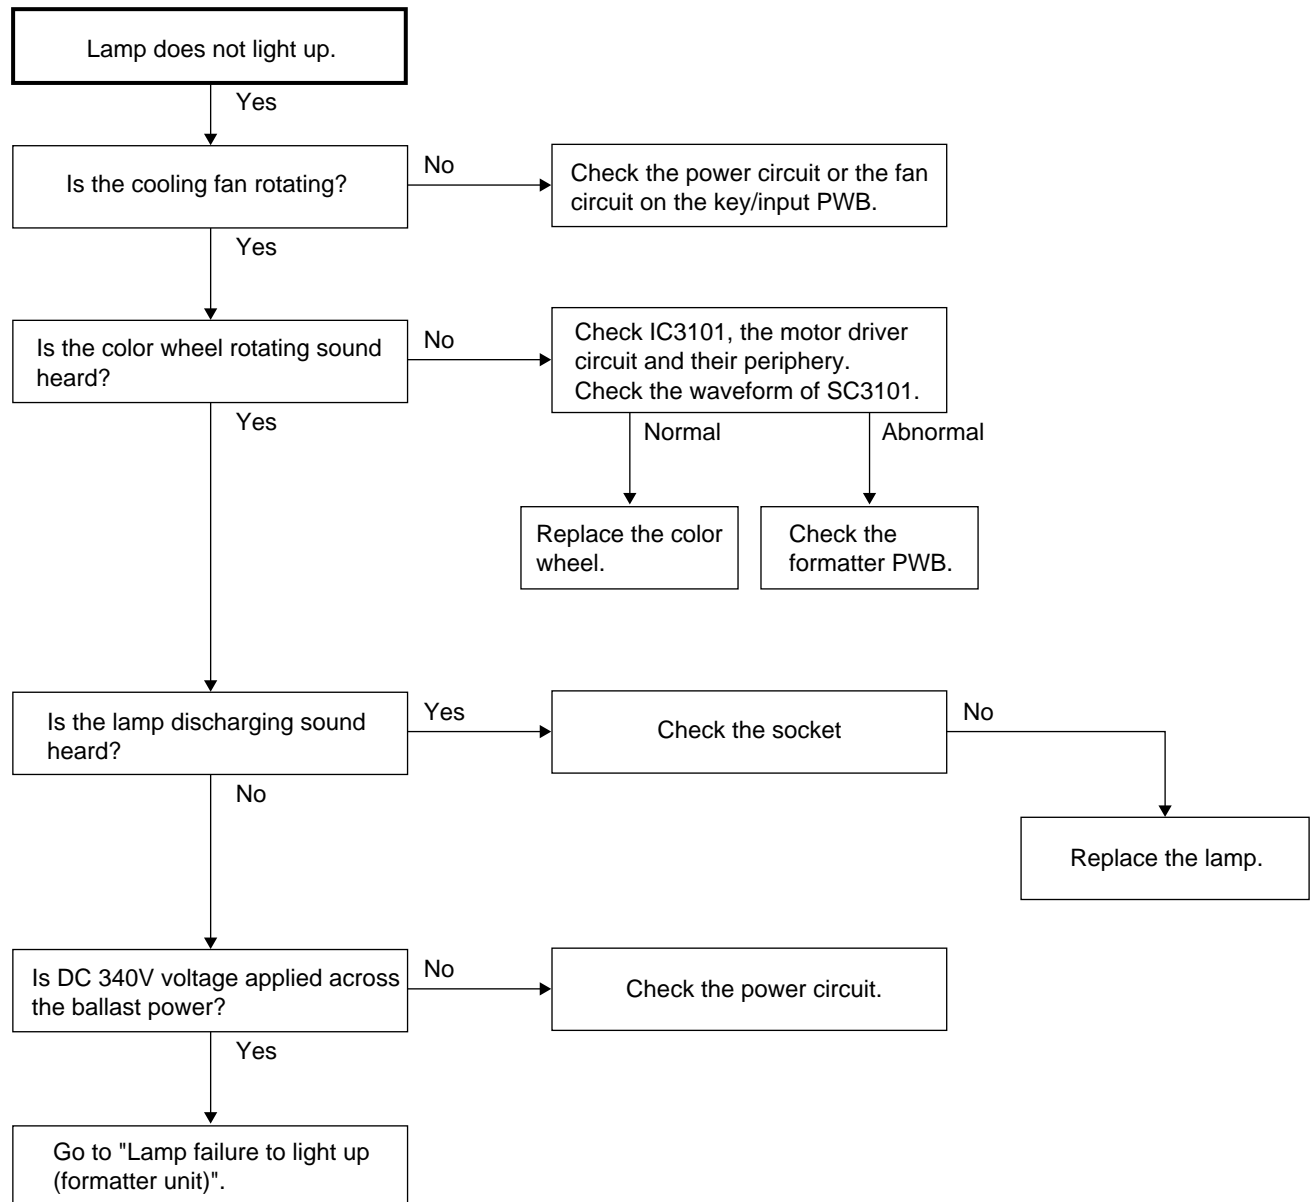 Lamp does not light up.
Yes
Is the cooling fan rotating?
No
Check the power circuit or the fan
circuit on the key/input PWB.
Yes
Is the color wheel rotating sound
heard?
No
Check IC3101, the motor driver
circuit and their periphery.
Check the waveform of SC3101.
Yes
Normal
Abnormal
Replace the color
wheel.
Check the
formatter PWB.
Is the lamp discharging sound
heard?
Yes
Check the socket
No
No
Replace the lamp.
Is DC 340V voltage applied across
the ballast power?
No
Check the power circuit.
Yes
Go to "Lamp failure to light up
(formatter unit)".